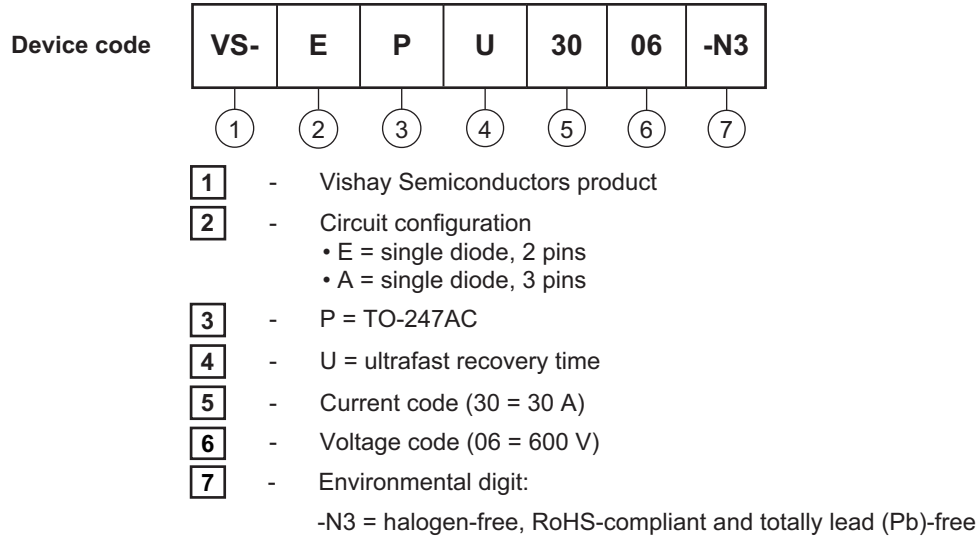 Device code VS- E P U 30 06 -N3
1 2 3 4 5 6 7
1 - Vishay Semiconductors product
2 - Circuit configuration
• E = single diode, 2 pins
• A = single diode, 3 pins
3 - P = TO-247AC
4 - U = ultrafast recovery time
5 - Current code (30 = 30 A)
6 - Voltage code (06 = 600 V)
7 - Environmental digit:
-N3 = halogen-free, RoHS-compliant and totally lead (Pb)-free